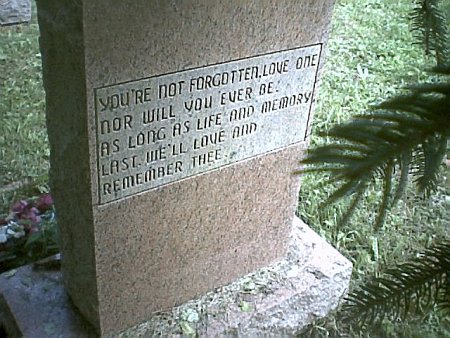 YOU'RE NOT FORGOTTEN, LOVE ONE
NOR WILL YOU EVER BE.
AS LONG AS LIFE AND MEMORY
LAST, WE'LL LOVE AND
REMEMBER THEE.